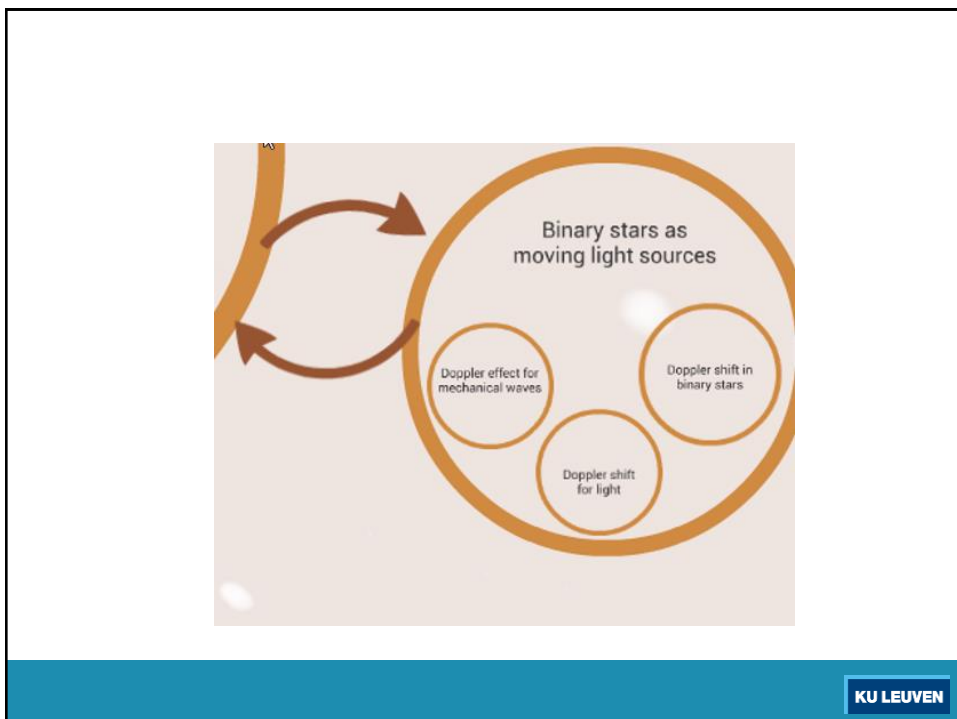 Binary stars as
moving light sources
Doppler effect for
mechanical waves
Doppler shift in
binary stars
Doppler shift
for light
KU LEUVEN